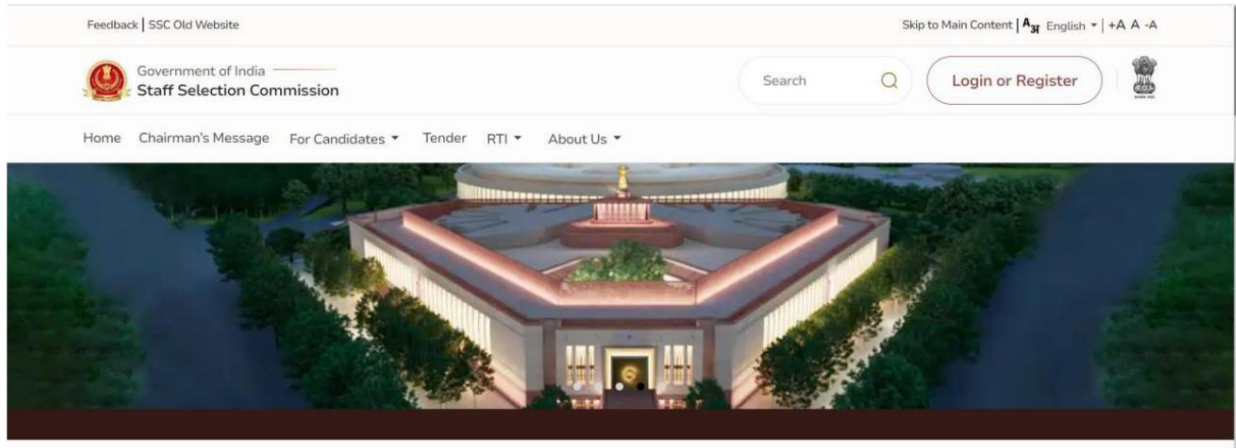 Feedback | SSC Old Website
Skip to Main Content | Aअ English | +A A -A
Government of India
Staff Selection Commission
Search
Login or Register
Home Chairman's Message For Candidates Tender RTI About Us